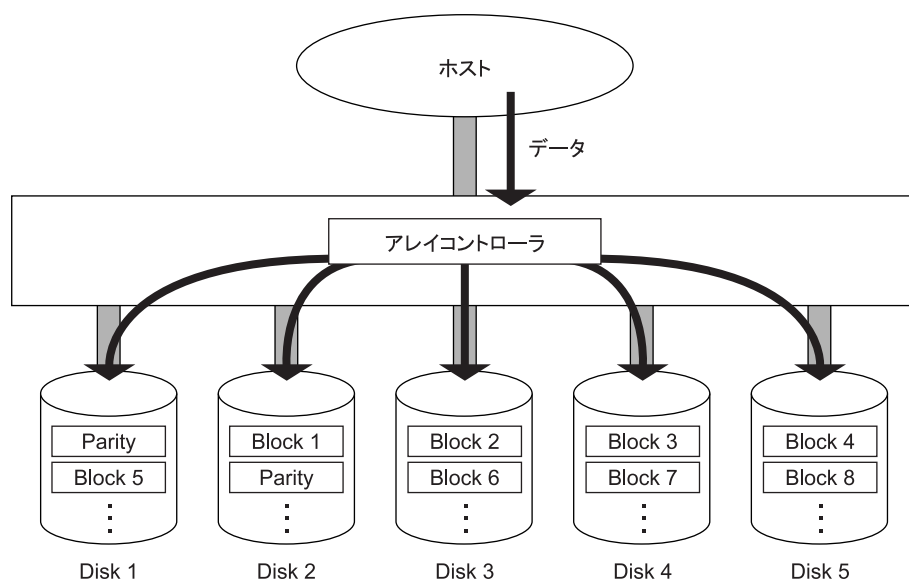 ホスト
データ
アレイコントローラ
Parity
Block 1
Block 2
Block 3
Block 4
Block 5
Parity
Block 6
Block 7
Block 8
Disk 1
Disk 2
Disk 3
Disk 4
Disk 5